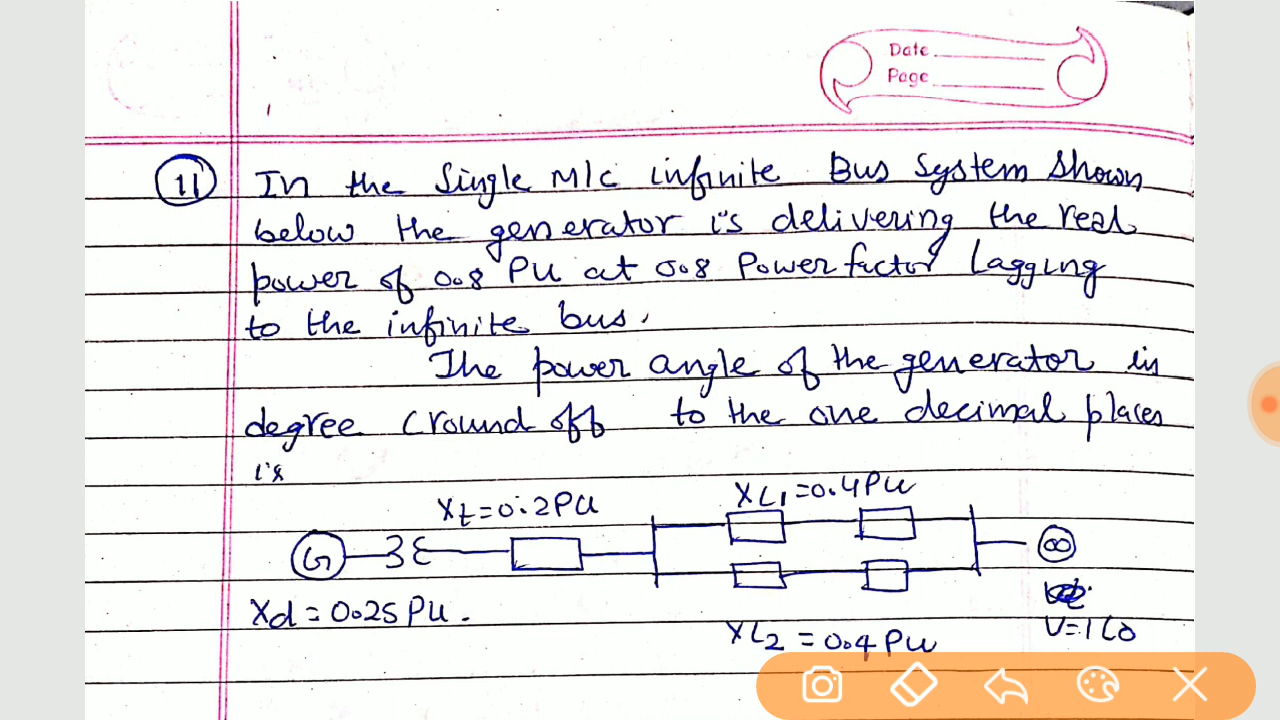 Date
Page
11 In the Single M/c infinite Bus System Shown
below the generator is delivering the real
power of 0.8 PU at 0.8 Power factor Lagging
to the infinite bus.
The power angle of the generator in
degree (round off to the one decimal places
is
Xt=0.2PU XL1=0.4PU
G ∞
Xd = 0.25 PU.
XL2 = 0.4 PU V=1∠0